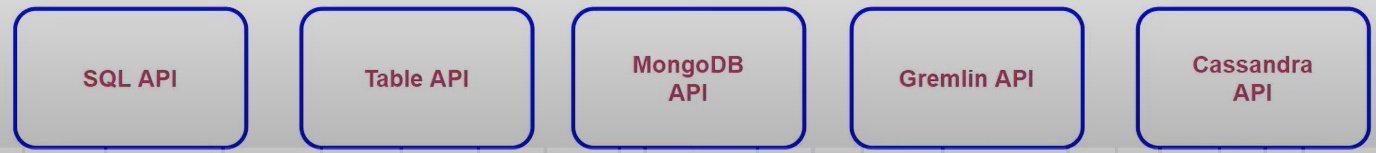 SQL API
Table API
MongoDB
API
Gremlin API
Cassandra
API